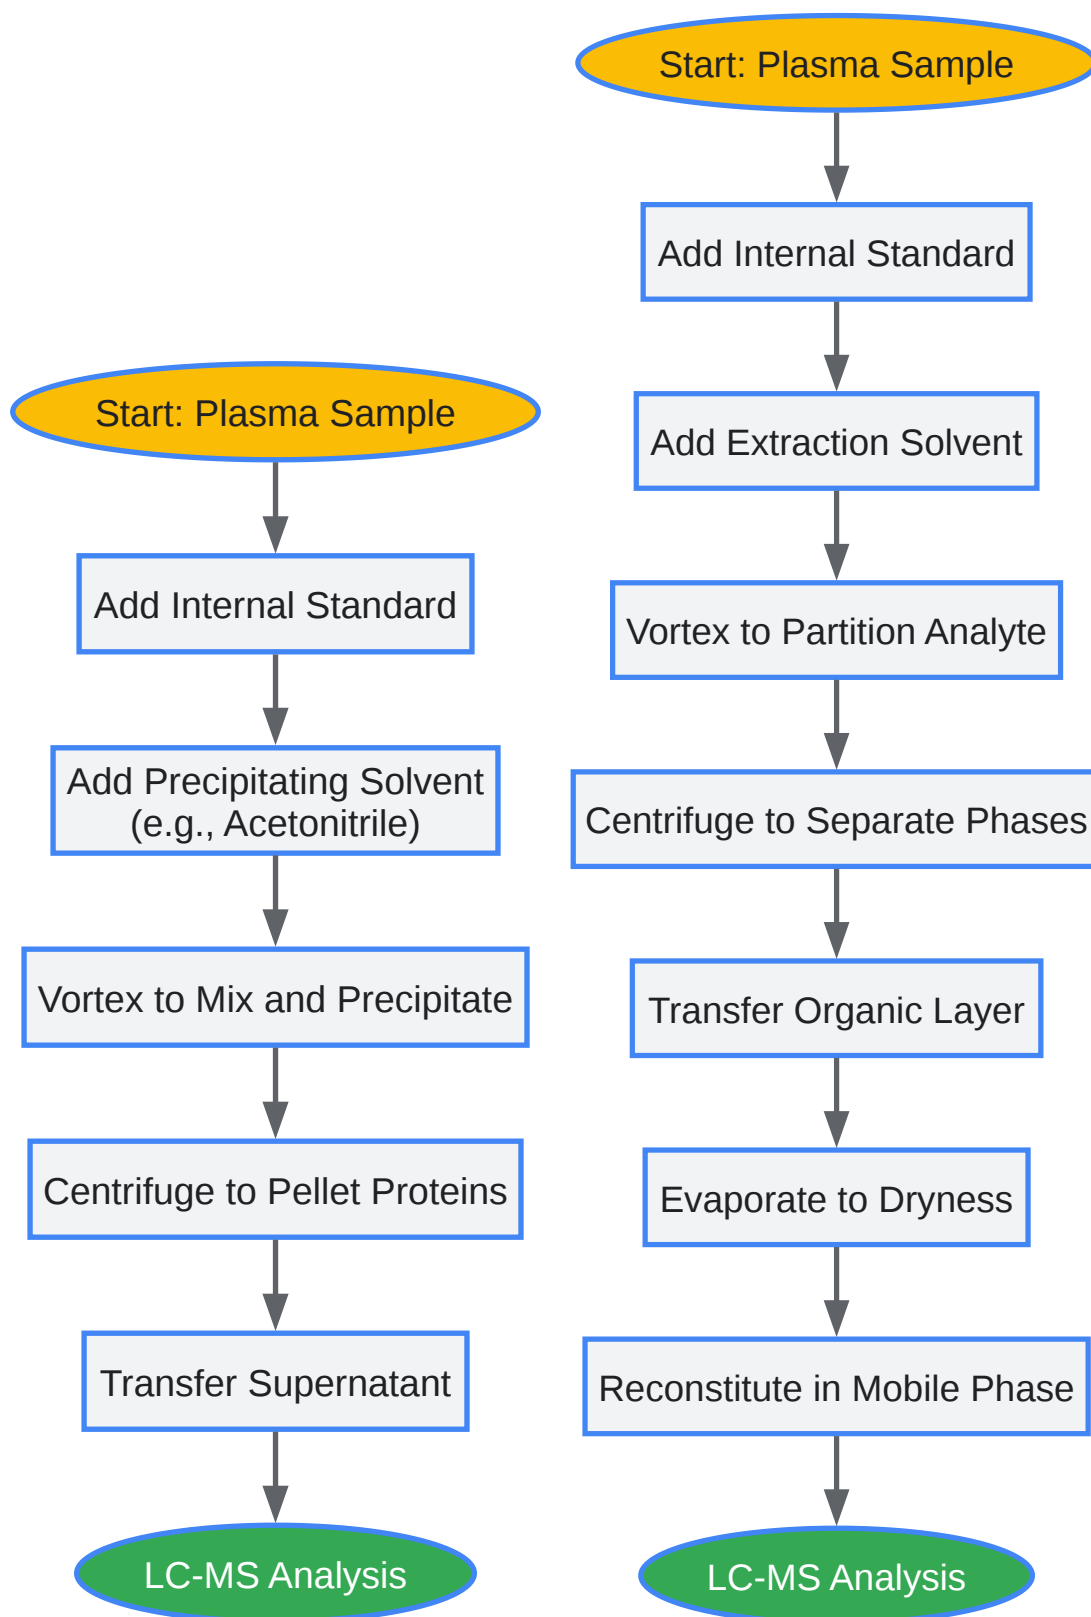 Start: Plasma Sample
Add Internal Standard
Add Precipitating Solvent
(e.g., Acetonitrile)
Vortex to Mix and Precipitate
Centrifuge to Pellet Proteins
Transfer Supernatant
LC-MS Analysis
Start: Plasma Sample
Add Internal Standard
Add Extraction Solvent
Vortex to Partition Analyte
Centrifuge to Separate Phases
Transfer Organic Layer
Evaporate to Dryness
Reconstitute in Mobile Phase
LC-MS Analysis